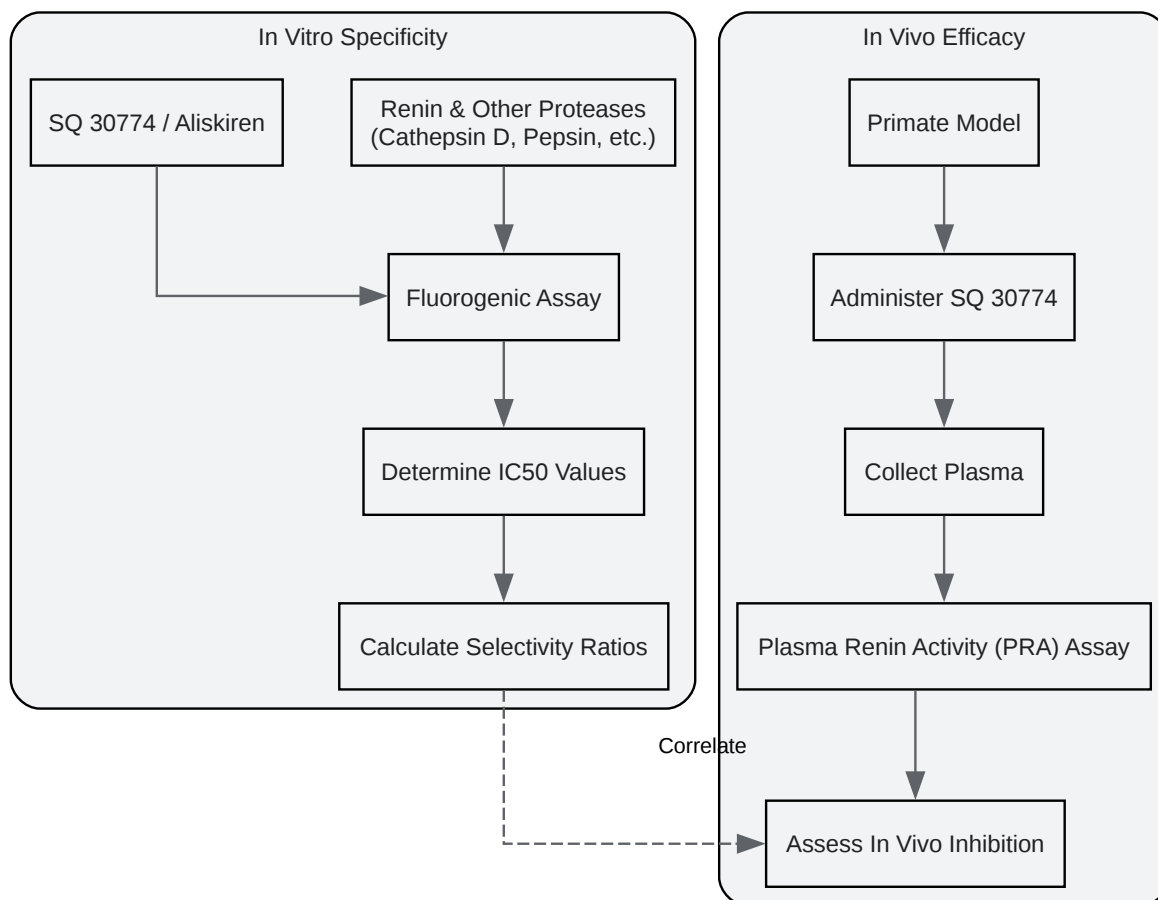 In Vitro Specificity
SQ 30774 / Aliskiren
Renin & Other Proteases
(Cathepsin D, Pepsin, etc.)
Fluorogenic Assay
Determine IC50 Values
Calculate Selectivity Ratios
Correlate
In Vivo Efficacy
Primate Model
Administer SQ 30774
Collect Plasma
Plasma Renin Activity (PRA) Assay
Assess In Vivo Inhibition